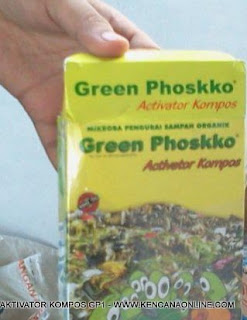 Green Phoskko®
Activator Kompos
MIKROBA PENGURAI SAMPAH ORGANIK
Green Phoskko®
Activator Kompos
AKTIVATOR KOMPOS GP1 - WWW.KENCANAONLINE.COM